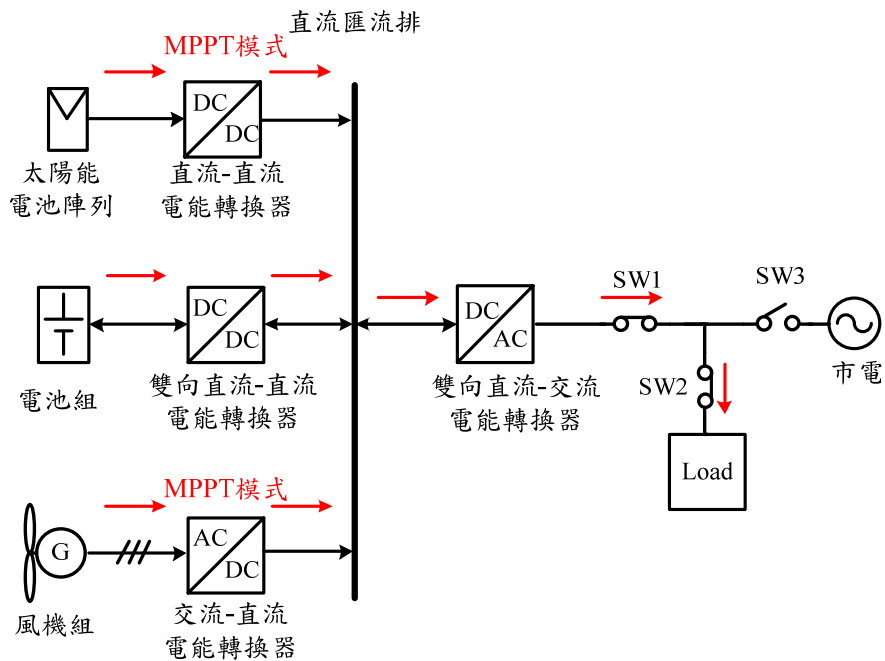 直流匯流排
MPPT模式
DC
DC
太陽能
電池陣列
直流-直流
電能轉換器
DC
DC
電池組
雙向直流-直流
電能轉換器
DC
AC
雙向直流-交流
電能轉換器
SW1
SW3
市電
SW2
Load
MPPT模式
G
AC
DC
風機組
交流-直流
電能轉換器